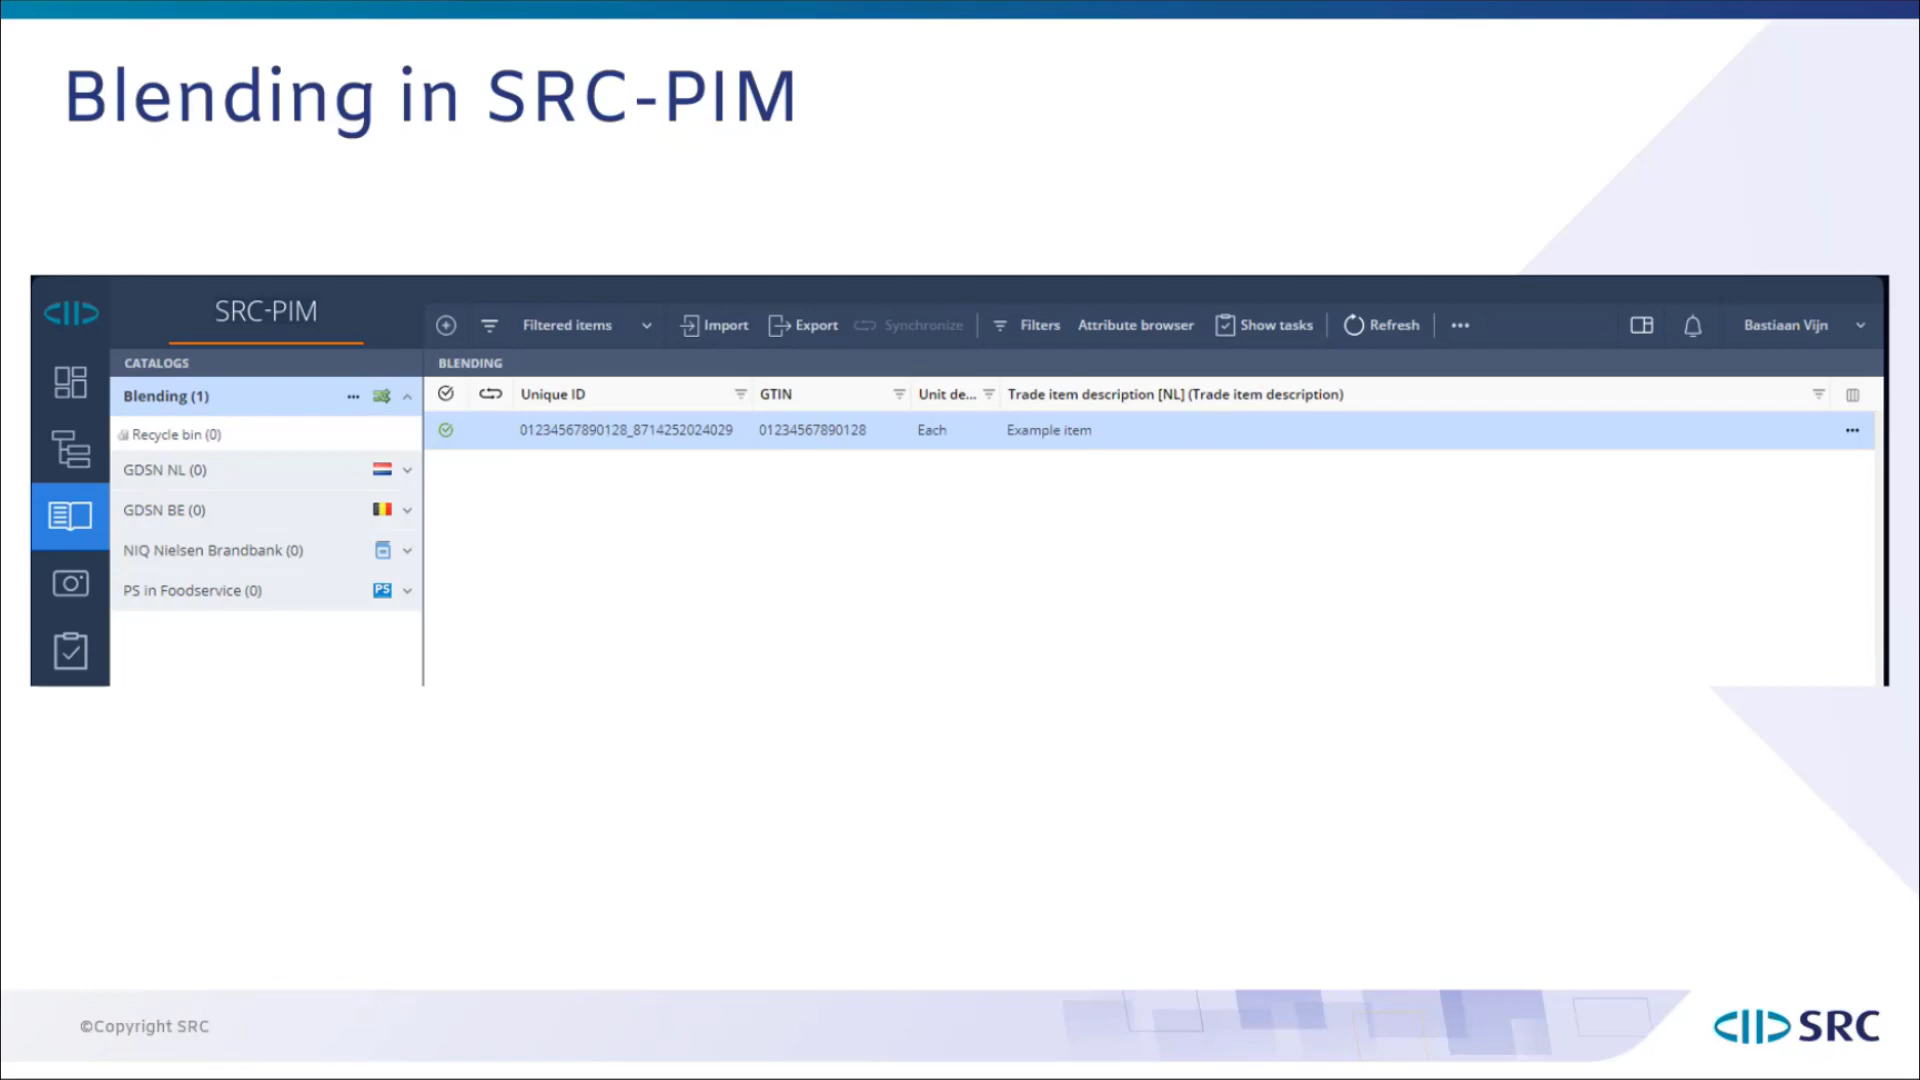 Blending in SRC-PIM
SRC-PIM
Filtered items Import Export Synchronize Filters Attribute browser Show tasks Refresh Bastiaan Vijn
CATALOGS
BLENDING
Blending (1)
Unique ID GTIN Unit de... Trade item description [NL] (Trade item description)
Recycle bin (0)
01234567890128_8714252024029 01234567890128 Each Example item
GDSN NL (0)
GDSN BE (0)
NIQ Nielsen Brandbank (0)
PS in Foodservice (0) PS
©Copyright SRC
SRC